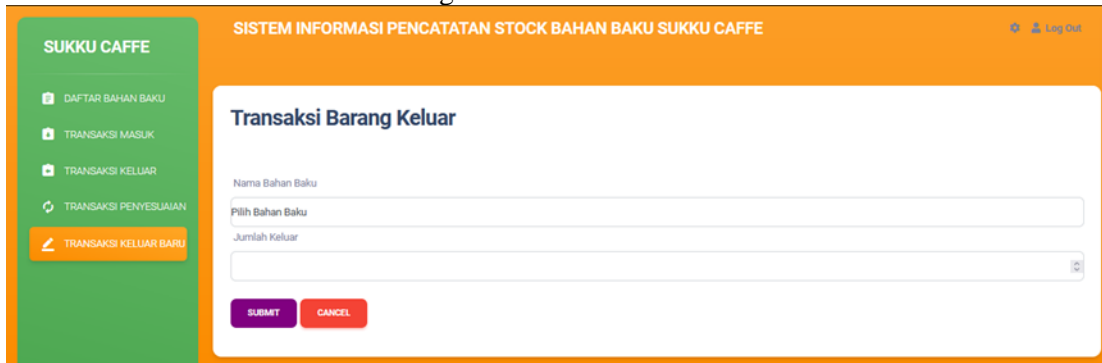 SUKKU CAFFE
DAFTAR BAHAN BAKU
TRANSAKSI MASUK
TRANSAKSI KELUAR
TRANSAKSI PENYESUAIAN
TRANSAKSI KELUAR BARU
SISTEM INFORMASI PENCATATAN STOCK BAHAN BAKU SUKKU CAFFE
Log Out
Transaksi Barang Keluar
Nama Bahan Baku
Pilih Bahan Baku
Jumlah Keluar
SUBMIT CANCEL